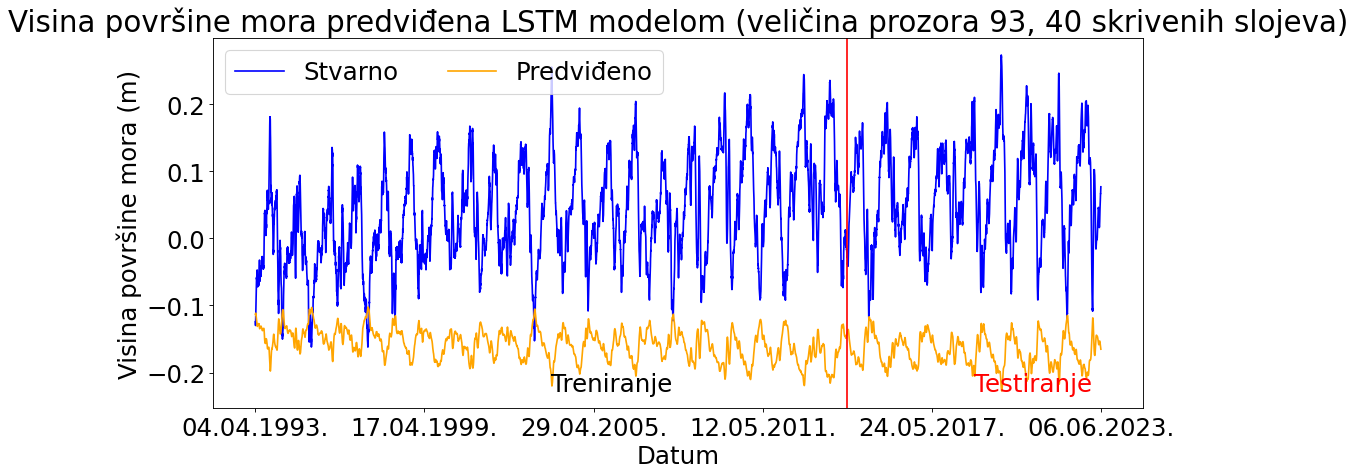 Visina površine mora predviđena LSTM modelom (veličina prozora 93, 40 skrivenih slojeva)
Stvarno Predviđeno
Visina površine mora (m)
0.2
0.1
0.0
−0.1
−0.2
Treniranje Testiranje
04.04.1993. 17.04.1999. 29.04.2005. 12.05.2011. 24.05.2017. 06.06.2023.
Datum